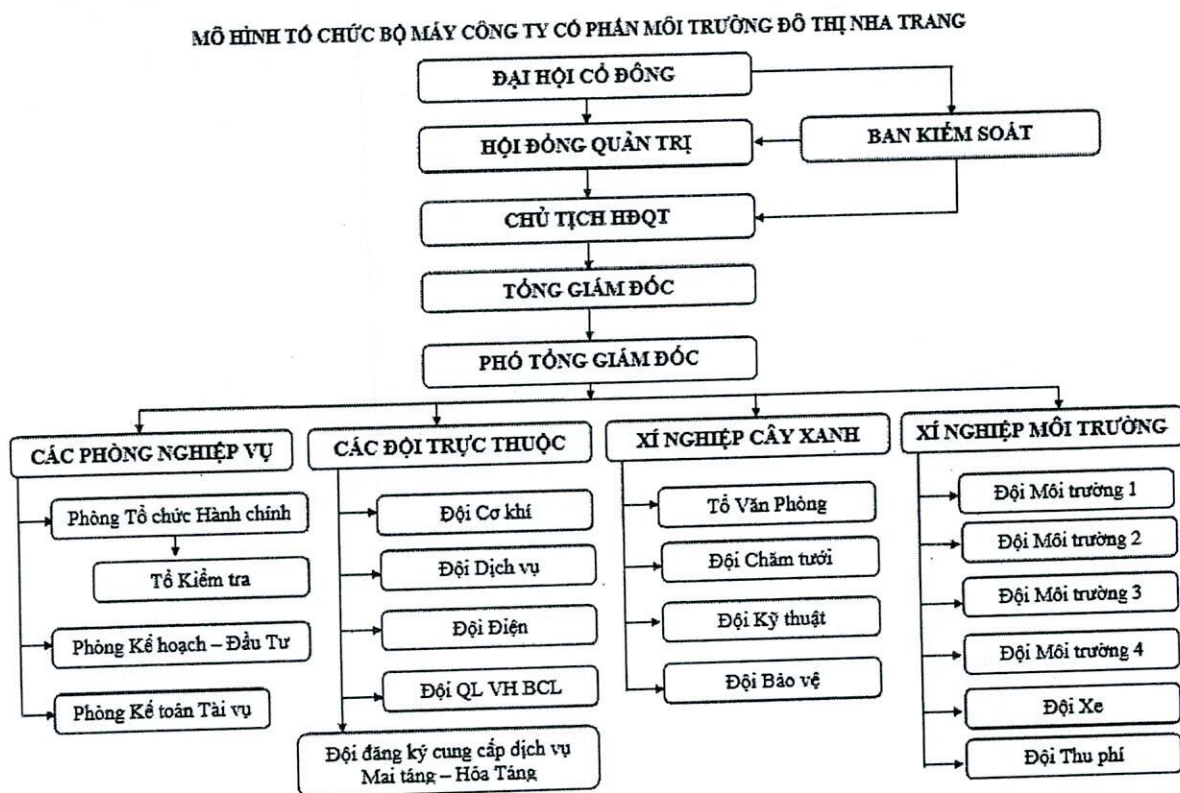 MÔ HÌNH TỔ CHỨC BỘ MÁY CÔNG TY CỔ PHẦN MÔI TRƯỜNG ĐÔ THỊ NHA TRANG
ĐẠI HỘI CỔ ĐÔNG
HỘI ĐỒNG QUẢN TRỊ
BAN KIỂM SOÁT
CHỦ TỊCH HĐQT
TỔNG GIÁM ĐỐC
PHÓ TỔNG GIÁM ĐỐC
CÁC PHÒNG NGHIỆP VỤ
Phòng Tổ chức Hành chính
Tổ Kiểm tra
Phòng Kế hoạch – Đầu Tư
Phòng Kế toán Tài vụ
CÁC ĐỘI TRỰC THUỘC
Đội Cơ khí
Đội Dịch vụ
Đội Điện
Đội QL VH BCL
Đội đăng ký cung cấp dịch vụ
Mai táng – Hỏa Táng
XÍ NGHIỆP CÂY XANH
Tổ Văn Phòng
Đội Chăm tưới
Đội Kỹ thuật
Đội Bảo vệ
XÍ NGHIỆP MÔI TRƯỜNG
Đội Môi trường 1
Đội Môi trường 2
Đội Môi trường 3
Đội Môi trường 4
Đội Xe
Đội Thu phí